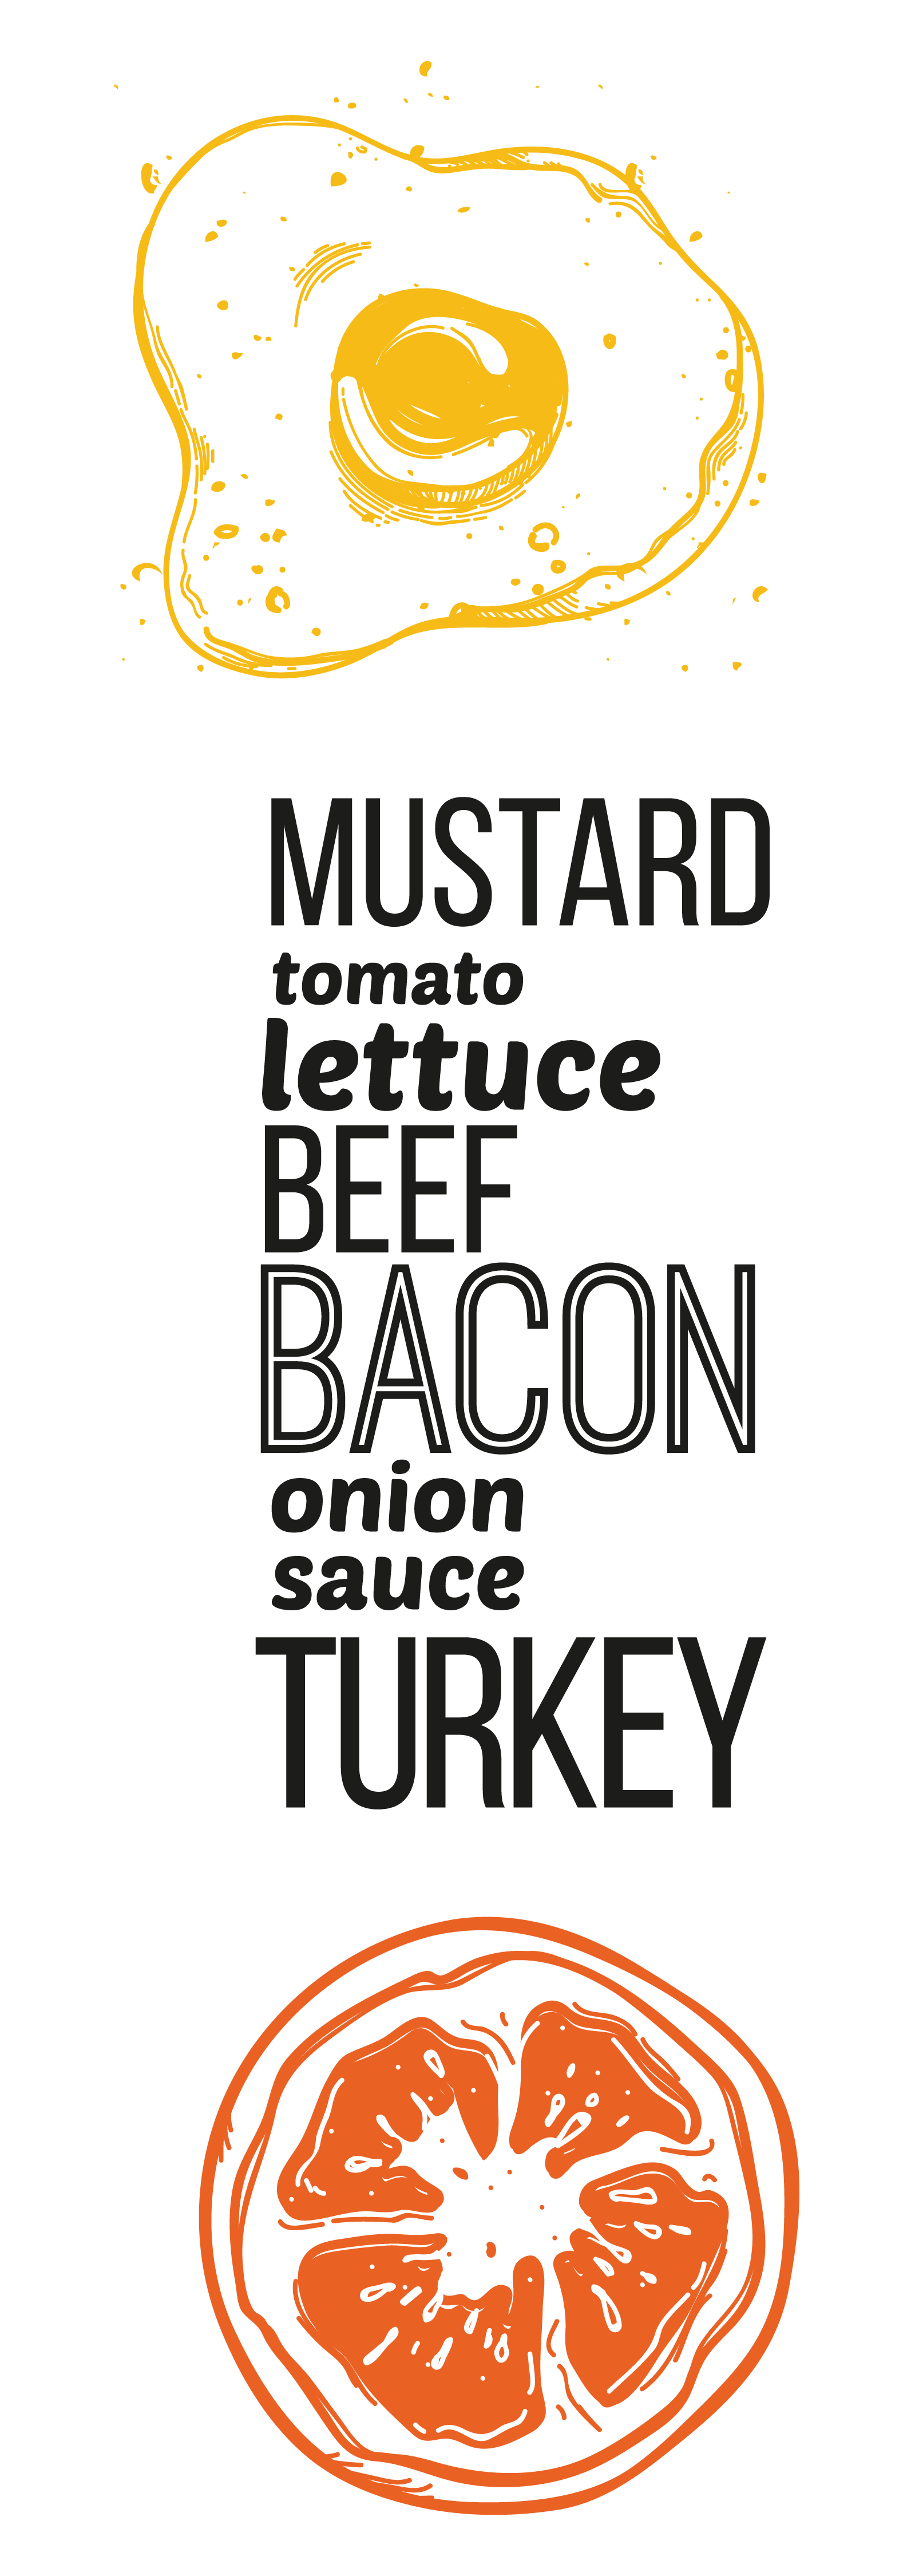 MUSTARD
tomato
lettuce
BEEF
BACON
onion
sauce
TURKEY